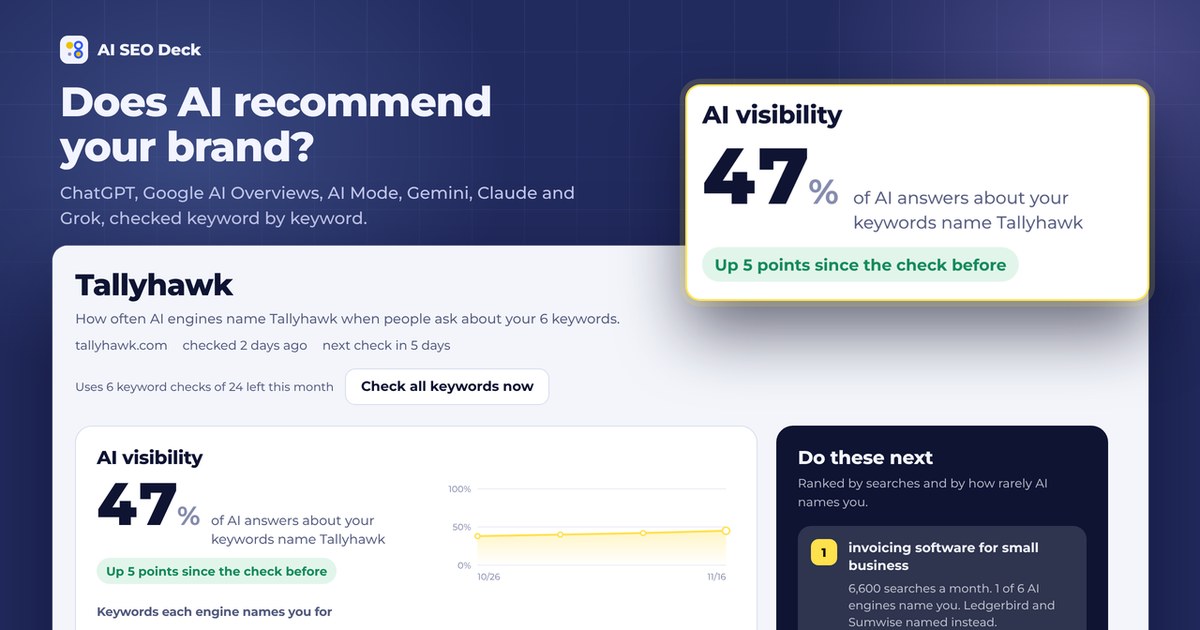 AI SEO Deck
Does AI recommend
your brand?
ChatGPT, Google AI Overviews, AI Mode, Gemini, Claude and
Grok, checked keyword by keyword.
AI visibility
47%
of AI answers about your
keywords name Tallyhawk
Up 5 points since the check before
Tallyhawk
How often AI engines name Tallyhawk when people ask about your 6 keywords.
tallyhawk.com checked 2 days ago next check in 5 days
Uses 6 keyword checks of 24 left this month
Check all keywords now
AI visibility
47%
of AI answers about your
keywords name Tallyhawk
Up 5 points since the check before
100%
50%
0%
10/26 11/16
Keywords each engine names you for
Do these next
Ranked by searches and by how rarely AI
names you.
1
invoicing software for small
business
6,600 searches a month. 1 of 6 AI
engines name you. Ledgerbird and
Sumwise named instead.